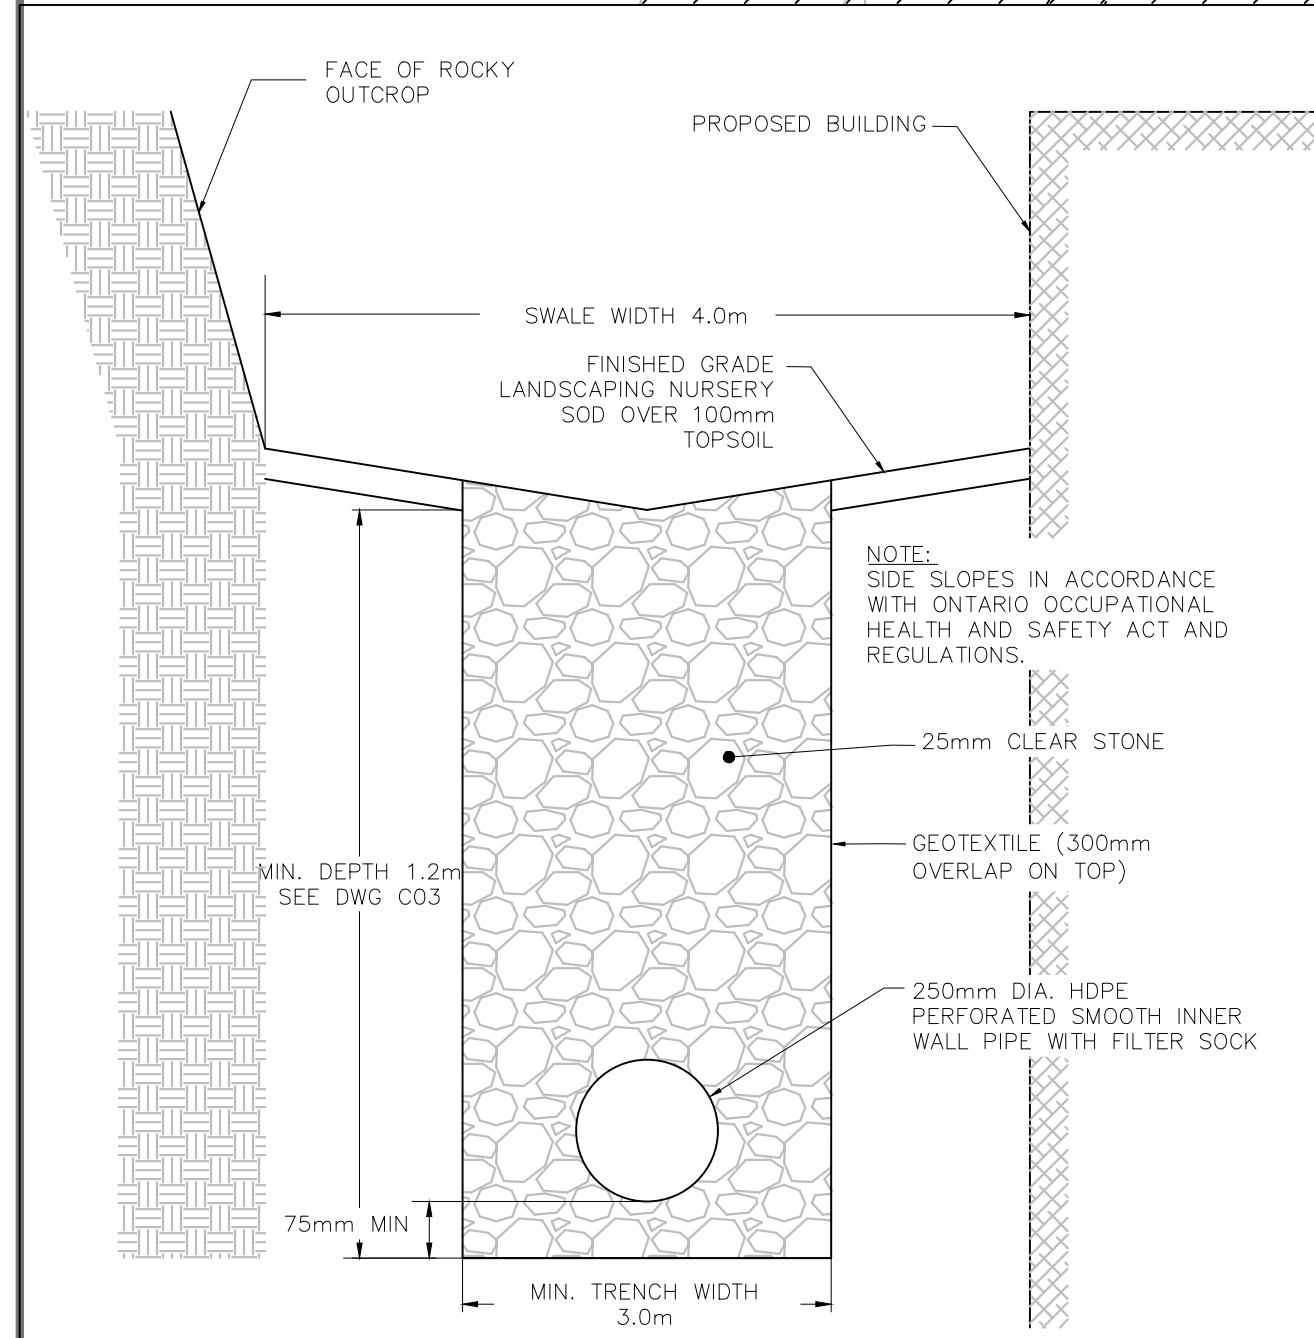 FACE OF ROCKY
OUTCROP
PROPOSED BUILDING
SWALE WIDTH 4.0m
FINISHED GRADE
LANDSCAPING NURSERY
SOD OVER 100mm
TOPSOIL
NOTE:
SIDE SLOPES IN ACCORDANCE
WITH ONTARIO OCCUPATIONAL
HEALTH AND SAFETY ACT AND
REGULATIONS.
25mm CLEAR STONE
GEOTEXTILE (300mm
OVERLAP ON TOP)
MIN. DEPTH 1.2m
SEE DWG C03
250mm DIA. HDPE
PERFORATED SMOOTH INNER
WALL PIPE WITH FILTER SOCK
75mm MIN
MIN. TRENCH WIDTH
3.0m